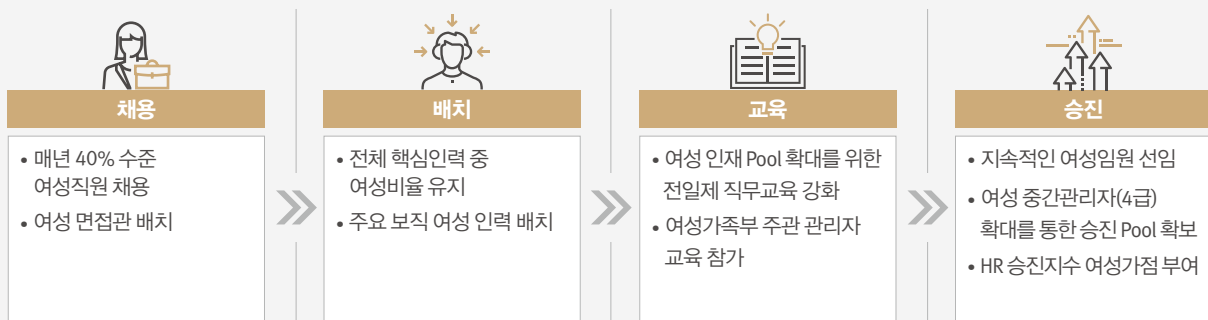 채용
• 매년 40% 수준
여성직원 채용
• 여성 면접관 배치
배치
• 전체 핵심인력 중
여성비율 유지
• 주요 보직 여성 인력 배치
교육
• 여성 인재 Pool 확대를 위한
전일제 직무교육 강화
• 여성가족부 주관 관리자
교육 참가
승진
• 지속적인 여성임원 선임
• 여성 중간관리자(4급)
확대를 통한 승진 Pool 확보
• HR 승진지수 여성가점 부여